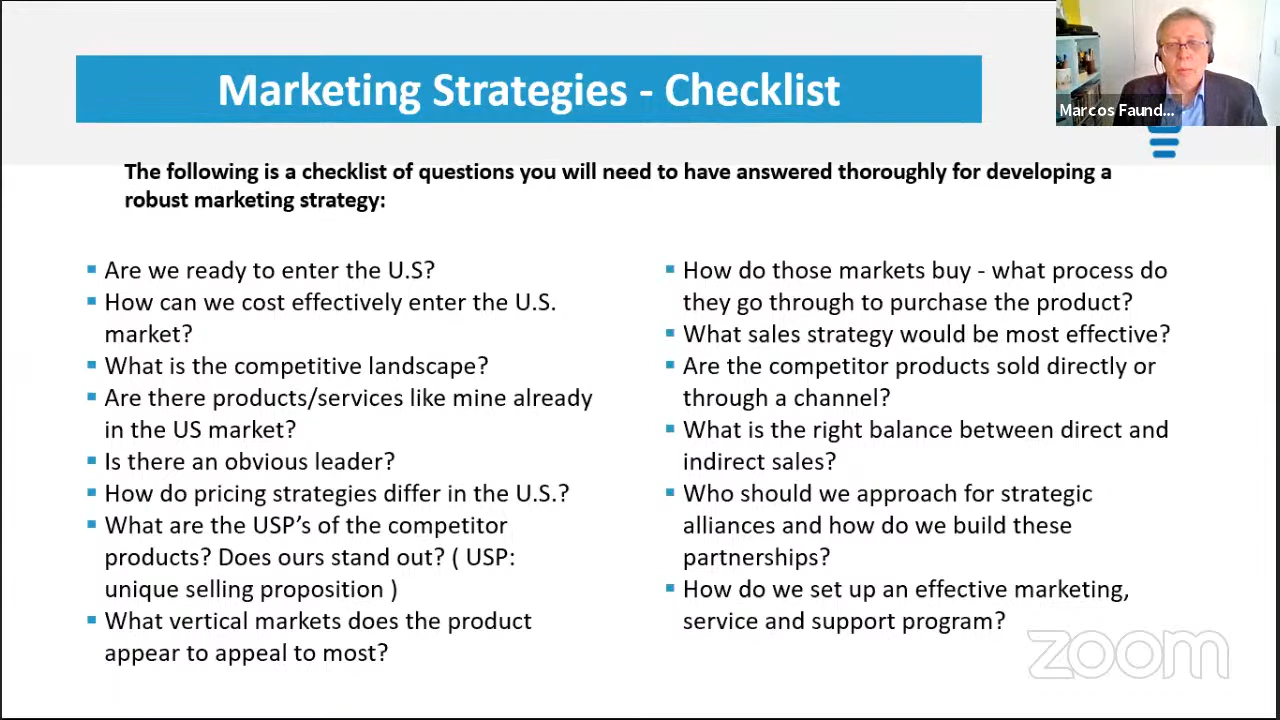 Marketing Strategies - Checklist
Marcos Faund...
The following is a checklist of questions you will need to have answered thoroughly for developing a
robust marketing strategy:
Are we ready to enter the U.S?
How can we cost effectively enter the U.S.
market?
What is the competitive landscape?
Are there products/services like mine already
in the US market?
Is there an obvious leader?
How do pricing strategies differ in the U.S.?
What are the USP’s of the competitor
products? Does ours stand out? ( USP:
unique selling proposition )
What vertical markets does the product
appear to appeal to most?
How do those markets buy - what process do
they go through to purchase the product?
What sales strategy would be most effective?
Are the competitor products sold directly or
through a channel?
What is the right balance between direct and
indirect sales?
Who should we approach for strategic
alliances and how do we build these
partnerships?
How do we set up an effective marketing,
service and support program?
zoom